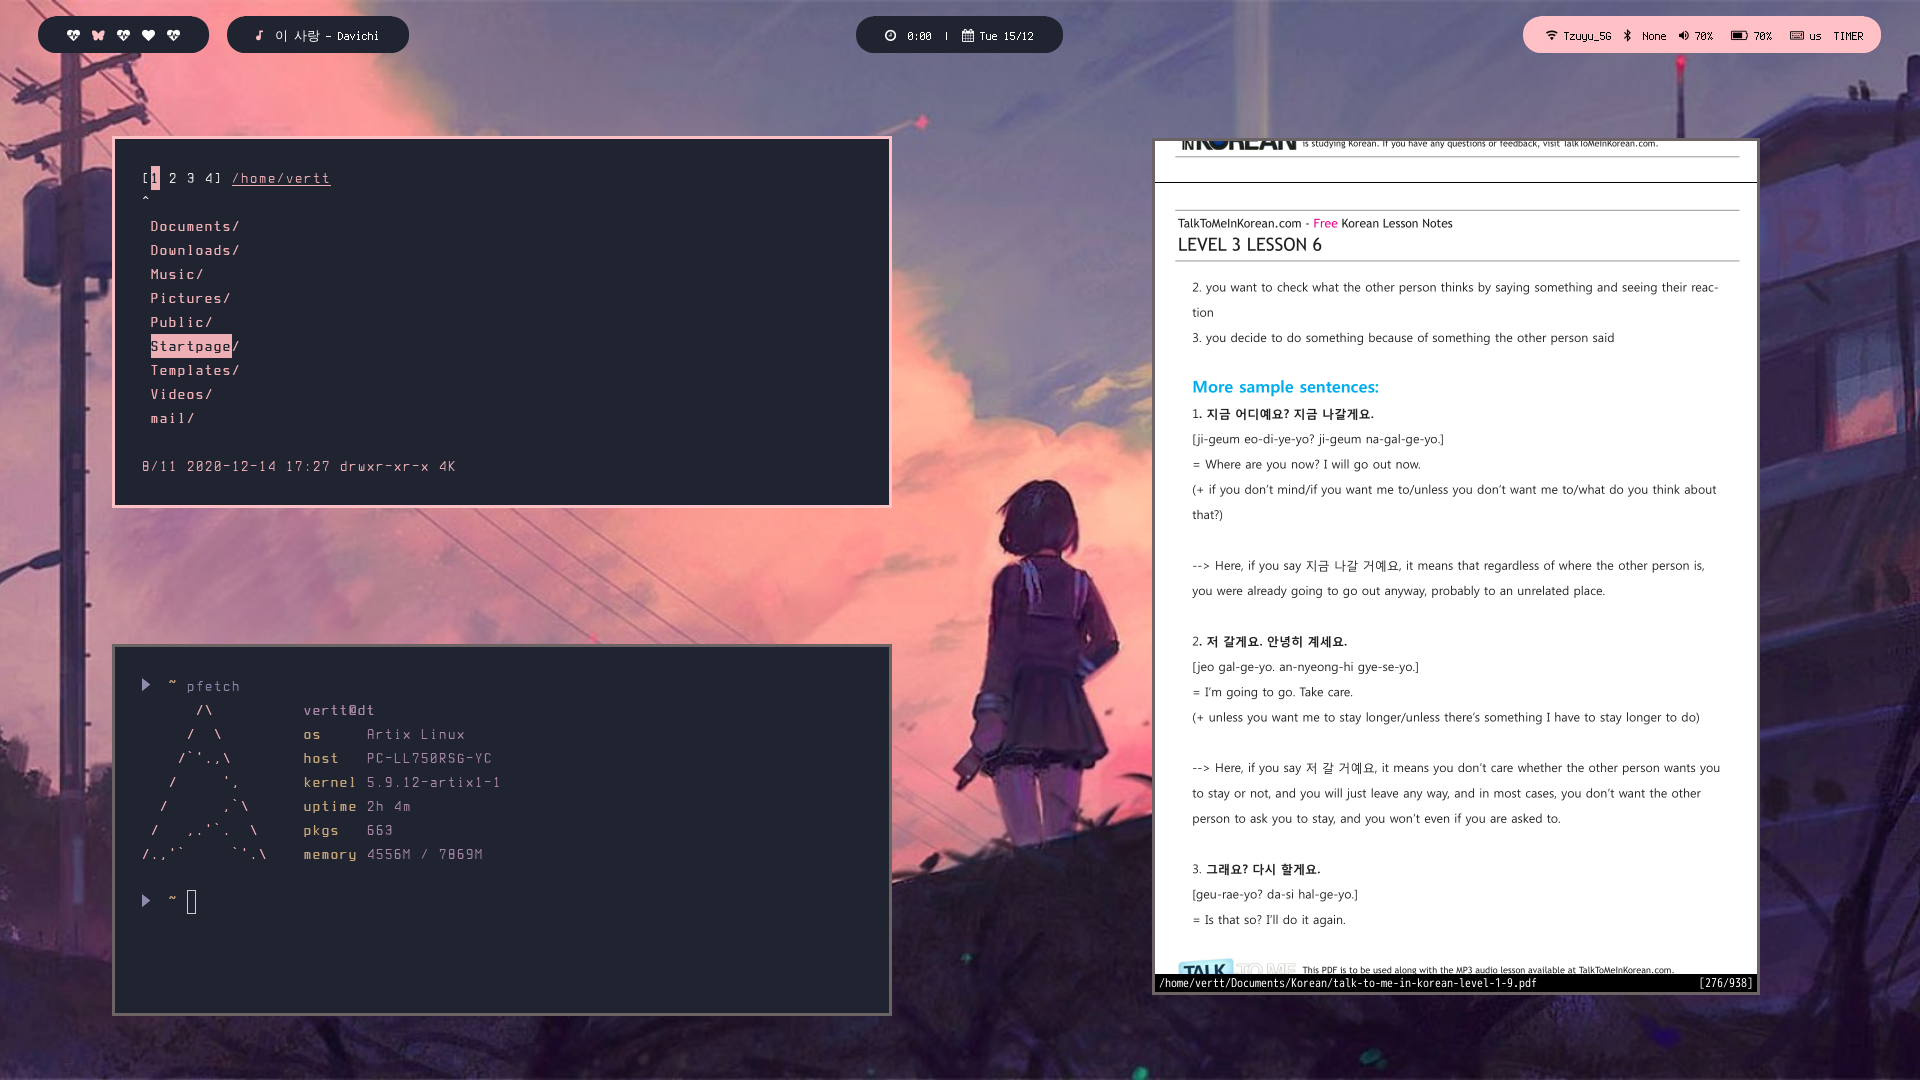 이 사랑 - Davichi
0:00 | Tue 15/12
Tzuyu_5G None 70% 70% us TIMER
[1 2 3 4] /home/vertt
^
Documents/
Downloads/
Music/
Pictures/
Public/
Startpage/
Templates/
Videos/
mail/
8/11 2020-12-14 17:27 drwxr-xr-x 4K
~ pfetch
/\ vertt@dt
/  \ os Artix Linux
/`'.,\ host PC-LL750RSG-YC
/     ', kernel 5.9.12-artix1-1
/      ,`\ uptime 2h 4m
/   ,.'`.  \ pkgs 663
/.,'`     `'.\ memory 4556M / 7869M
~
IN KOREAN is studying Korean. If you have any questions or feedback, visit TalkToMeInKorean.com.
TalkToMeInKorean.com - Free Korean Lesson Notes
LEVEL 3 LESSON 6
2. you want to check what the other person thinks by saying something and seeing their reac-
tion
3. you decide to do something because of something the other person said
More sample sentences:
1. 지금 어디예요? 지금 나갈게요.
[ji-geum eo-di-ye-yo? ji-geum na-gal-ge-yo.]
= Where are you now? I will go out now.
(+ if you don't mind/if you want me to/unless you don't want me to/what do you think about
that?)
--> Here, if you say 지금 나갈 거예요, it means that regardless of where the other person is,
you were already going to go out anyway, probably to an unrelated place.
2. 저 갈게요. 안녕히 계세요.
[jeo gal-ge-yo. an-nyeong-hi gye-se-yo.]
= I'm going to go. Take care.
(+ unless you want me to stay longer/unless there's something I have to stay longer to do)
--> Here, if you say 저 갈 거예요, it means you don't care whether the other person wants you
to stay or not, and you will just leave any way, and in most cases, you don't want the other
person to ask you to stay, and you won't even if you are asked to.
3. 그래요? 다시 할게요.
[geu-rae-yo? da-si hal-ge-yo.]
= Is that so? I'll do it again.
TALK TO ME This PDF is to be used along with the MP3 audio lesson available at TalkToMeInKorean.com.
/home/vertt/Documents/Korean/talk-to-me-in-korean-level-1-9.pdf [276/938]